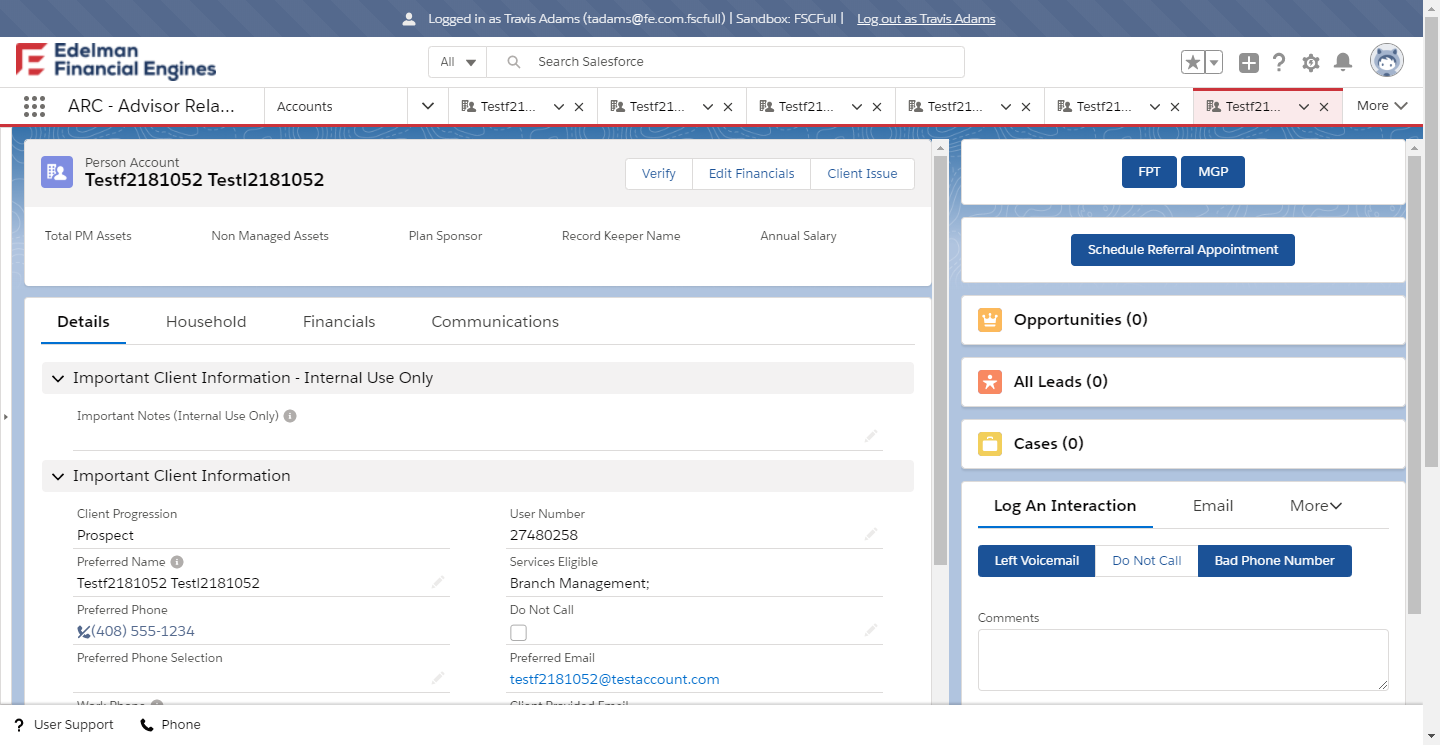 Logged in as Travis Adams (tadams@fe.com.fscfull) | Sandbox: FSCFull | Log out as Travis Adams
Edelman
Financial Engines
All
Search Salesforce
ARC - Advisor Rela...
Accounts
Testf21...
Testf21...
Testf21...
Testf21...
Testf21...
Testf21...
More
Person Account
Testf2181052 Testl2181052
Verify
Edit Financials
Client Issue
Total PM Assets
Non Managed Assets
Plan Sponsor
Record Keeper Name
Annual Salary
Details
Household
Financials
Communications
Important Client Information - Internal Use Only
Important Notes (Internal Use Only)
Important Client Information
Client Progression
Prospect
User Number
27480258
Preferred Name
Testf2181052 Testl2181052
Services Eligible
Branch Management;
Preferred Phone
(408) 555-1234
Do Not Call
Preferred Phone Selection
Preferred Email
testf2181052@testaccount.com
Work Phone
Client Provided Email
FPT
MGP
Schedule Referral Appointment
Opportunities (0)
All Leads (0)
Cases (0)
Log An Interaction
Email
More
Left Voicemail
Do Not Call
Bad Phone Number
Comments
User Support
Phone